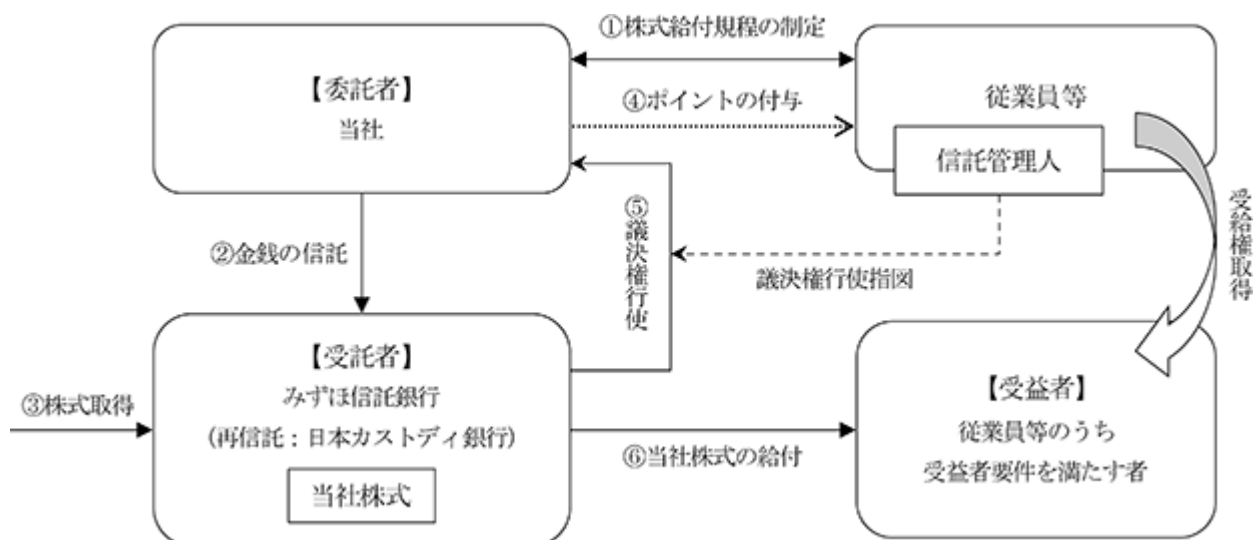 ①株式給付規程の制定
【委託者】
当社
④ポイントの付与
従業員等
信託管理人
②金銭の信託
⑤議決権行使
議決権行使指図
受給権取得
③株式取得
【受託者】
みずほ信託銀行
(再信託：日本カストディ銀行)
当社株式
⑥当社株式の給付
【受益者】
従業員等のうち
受益者要件を満たす者